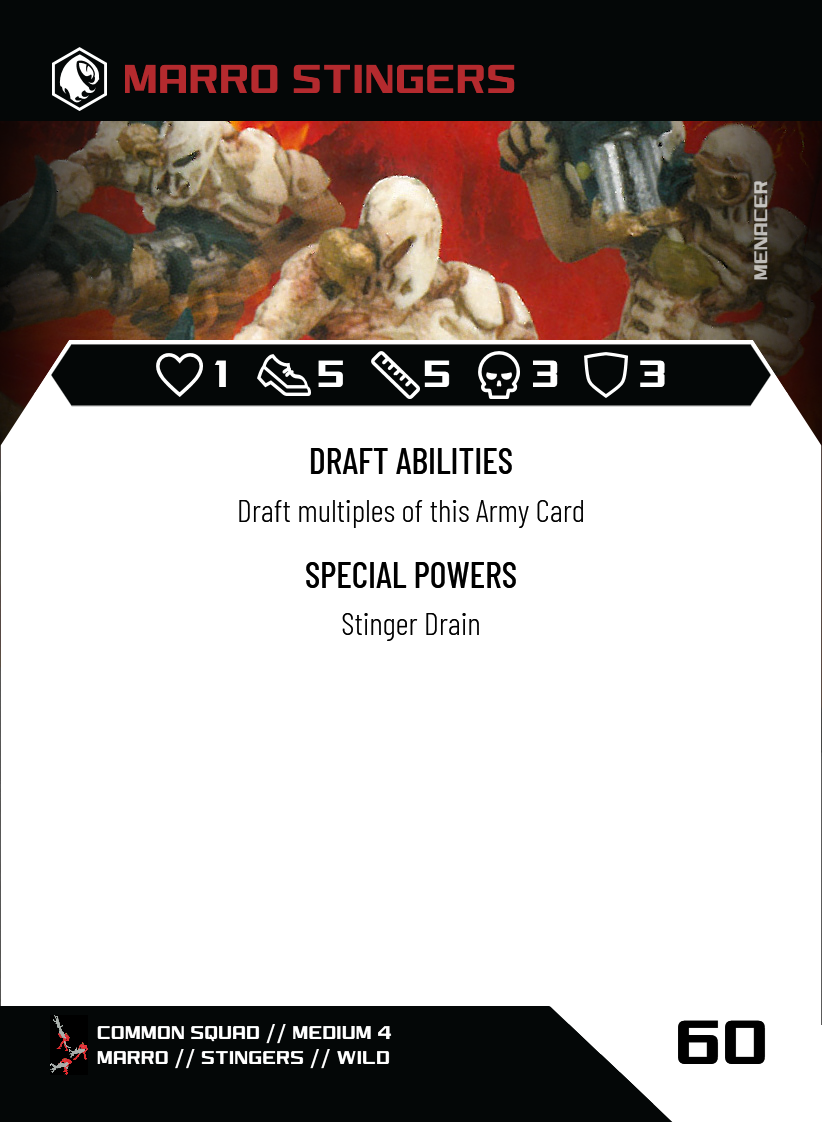 MARRO STINGERS
MENACER
1 5 5 3 3
DRAFT ABILITIES
Draft multiples of this Army Card
SPECIAL POWERS
Stinger Drain
COMMON SQUAD // MEDIUM 4
MARRO // STINGERS // WILD
60